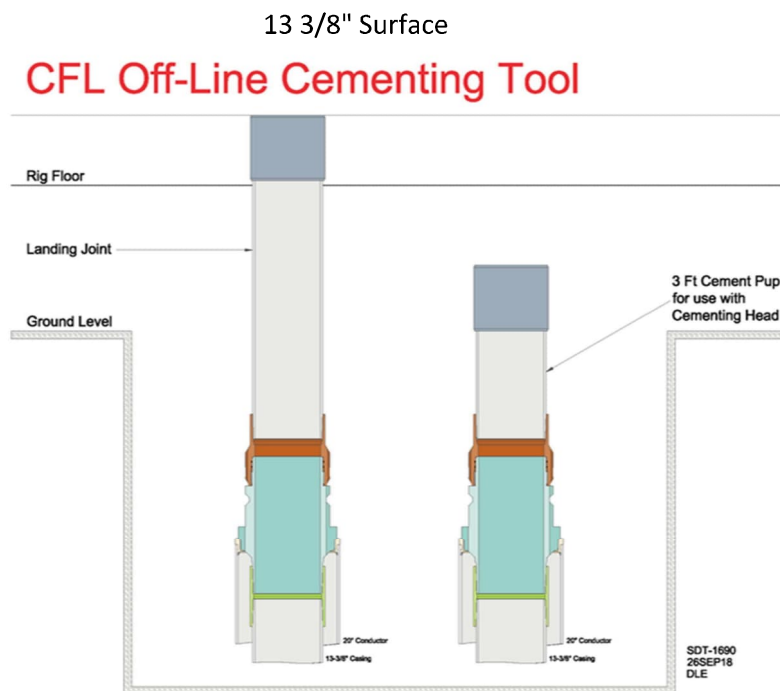 13 3/8" Surface
CFL Off-Line Cementing Tool
Rig Floor
Landing Joint
3 Ft Cement Pup
for use with
Cementing Head
Ground Level
20" Conductor
13-3/8" Casing
20" Conductor
13-3/8" Casing
SDT-1690
26SEP18
DLE